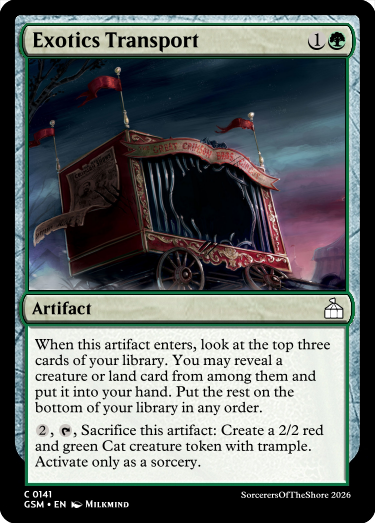 Exotics Transport 1
Artifact
When this artifact enters, look at the top three
cards of your library. You may reveal a
creature or land card from among them and
put it into your hand. Put the rest on the
bottom of your library in any order.
2, , Sacrifice this artifact: Create a 2/2 red
and green Cat creature token with trample.
Activate only as a sorcery.
C 0141
GSM • EN Milkmind
SorcerersOfTheShore 2026